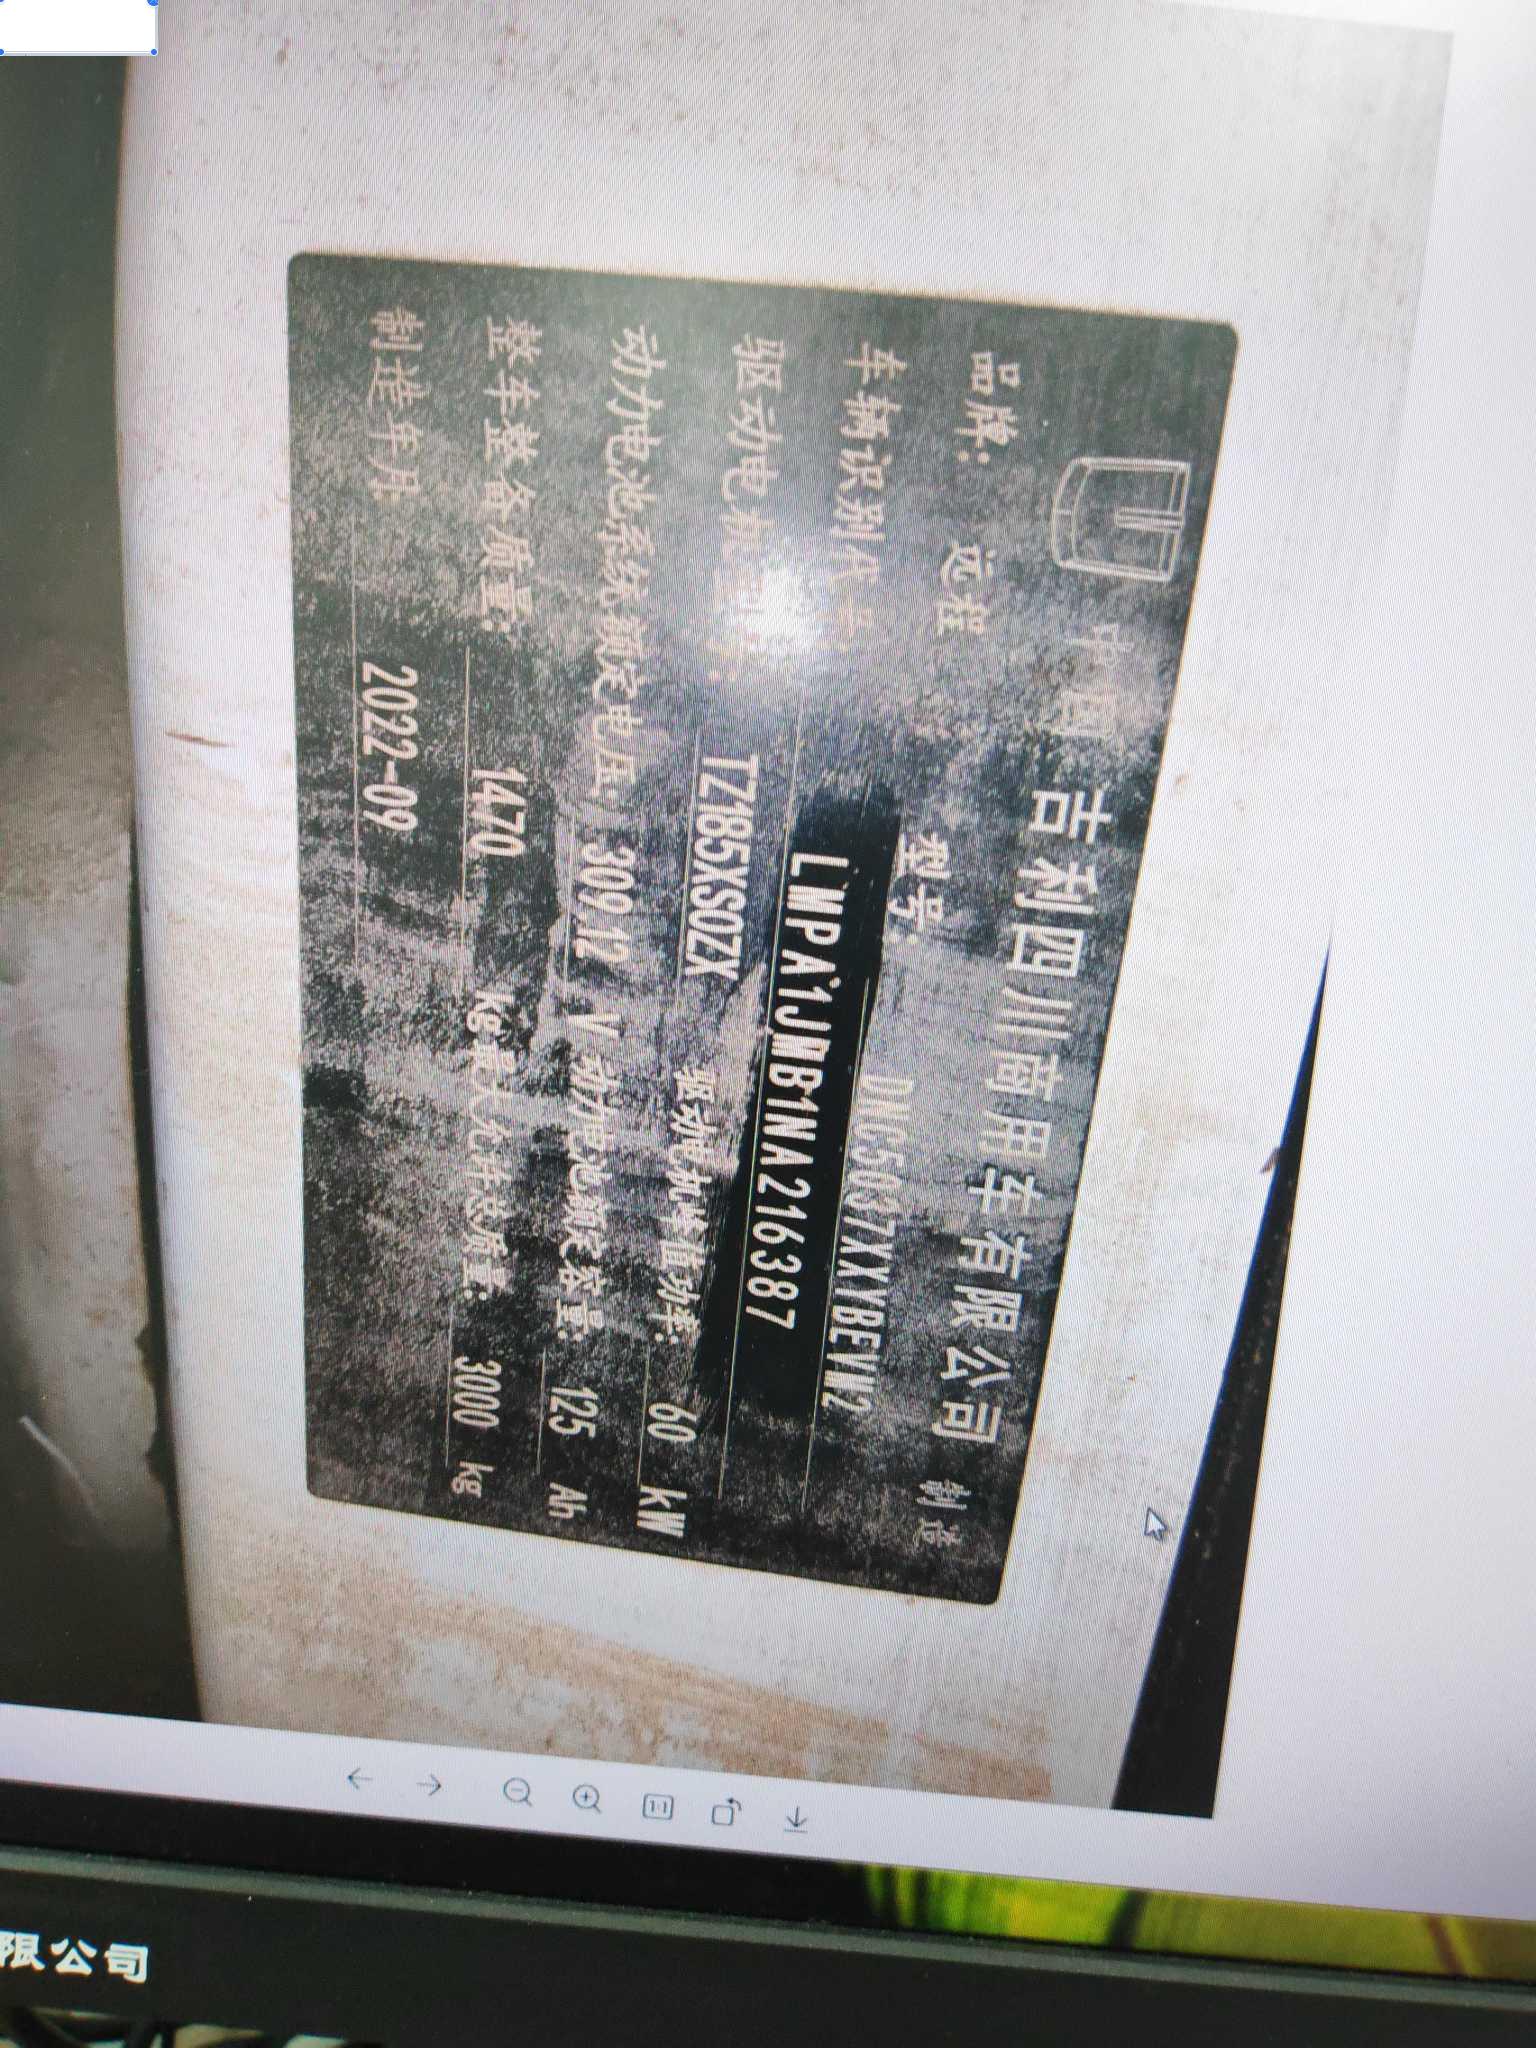 中国 吉利四川商用车有限公司 制造
品牌: 远程 型号: DNC5037XXYBEVW2
车辆识别代号 LMPA1JMB1NA216387
驱动电机型号: TZ185XSOZX 驱动电机峰值功率: 60 kW
动力电池系统额定电压: 309.12 V 动力电池额定容量: 125 Ah
整车整备质量: 1470 kg 最大允许总质量: 3000 kg
制造年月 2022-09
1:1
限公司